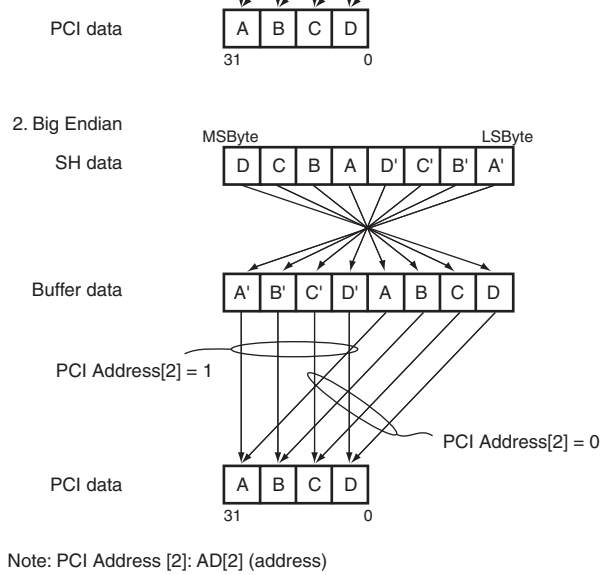 PCI data A B C D
31 0
2. Big Endian
MSByte LSByte
SH data D C B A D' C' B' A'
Buffer data A' B' C' D' A B C D
PCI Address[2] = 1
PCI Address[2] = 0
PCI data A B C D
31 0
Note: PCI Address [2]: AD[2] (address)